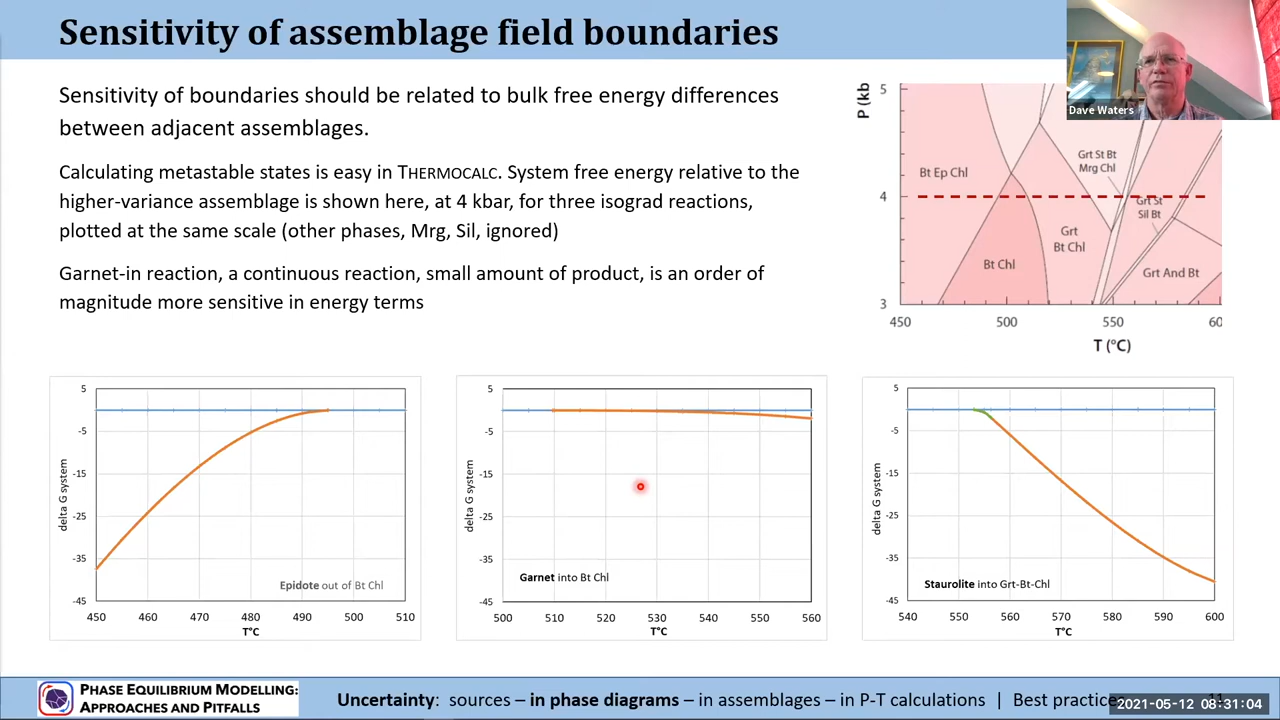 Sensitivity of assemblage field boundaries
Sensitivity of boundaries should be related to bulk free energy differences
between adjacent assemblages.
Calculating metastable states is easy in THERMOCALC. System free energy relative to the
higher-variance assemblage is shown here, at 4 kbar, for three isograd reactions,
plotted at the same scale (other phases, Mrg, Sil, ignored)
Garnet-in reaction, a continuous reaction, small amount of product, is an order of
magnitude more sensitive in energy terms
P (kb
5
4
3
Bt Ep Chl
Bt Chl
Grt
Bt Chl
Grt St Bt
Mrg Chl
Grt St
Sil Bt
Grt And Bt
450 500 550 60
T (°C)
Dave Waters
5
-5
-15
-25
-35
-45
delta G system
Epidote out of Bt Chl
450 460 470 480 490 500 510
T°C
5
-5
-15
-25
-35
-45
delta G system
Garnet into Bt Chl
500 510 520 530 540 550 560
T°C
5
-5
-15
-25
-35
-45
delta G system
Staurolite into Grt-Bt-Chl
540 550 560 570 580 590 600
T°C
PHASE EQUILIBRIUM MODELLING:
APPROACHES AND PITFALLS
Uncertainty: sources – in phase diagrams – in assemblages – in P-T calculations | Best practices
2021-05-12 08:31:04